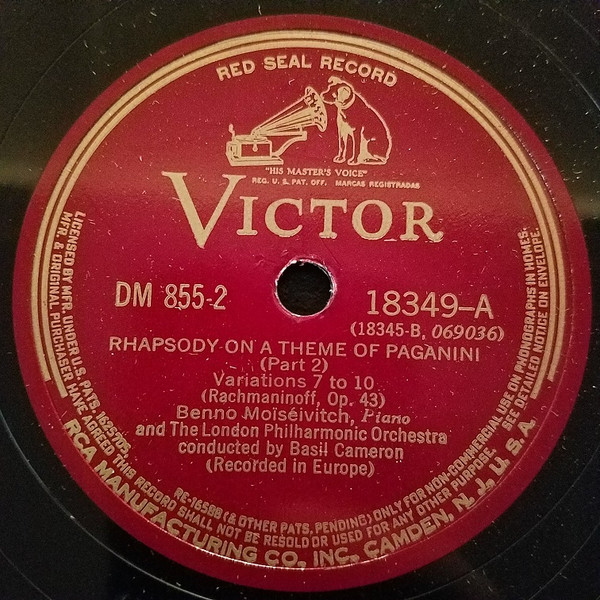 RED SEAL RECORD
"HIS MASTER'S VOICE"
REG. U. S. PAT. OFF. MARCAS REGISTRADAS
VICTOR
DM 855-2
18349-A
(18345-B, 069036)
RHAPSODY ON A THEME OF PAGANINI
(Part 2)
Variations 7 to 10
(Rachmaninoff, Op. 43)
Benno Moïséivitch, Piano
and The London Philharmonic Orchestra
conducted by Basil Cameron
(Recorded in Europe)
LICENSED BY MFR. UNDER U.S. PATS. 1625705,
RE-16588 (& OTHER PATS. PENDING) ONLY FOR NON-COMMERCIAL USE ON PHONOGRAPHS IN HOMES.
MFR. & ORIGINAL PURCHASER HAVE AGREED THIS RECORD SHALL NOT BE RESOLD OR USED FOR ANY OTHER PURPOSE. SEE DETAILED NOTICE ON ENVELOPE.
RCA MANUFACTURING CO., INC., CAMDEN, N. J., U. S. A.